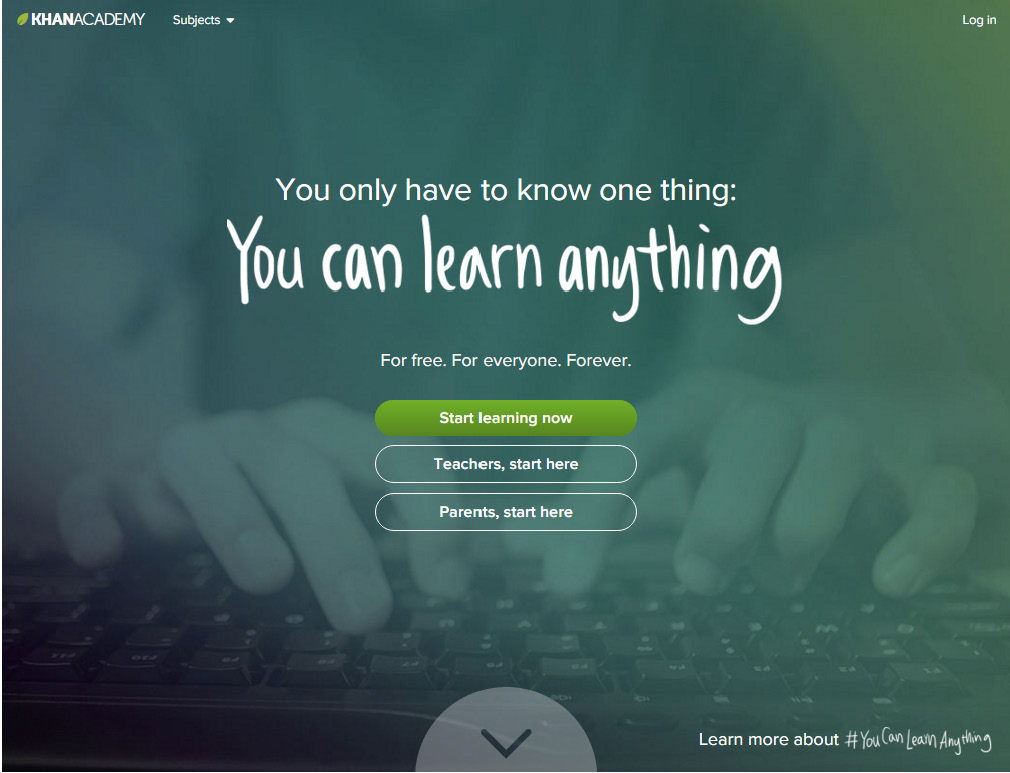 KHANACADEMY Subjects Log in
You only have to know one thing:
You can learn anything
For free. For everyone. Forever.
Start learning now
Teachers, start here
Parents, start here
Learn more about #YouCanLearnAnything